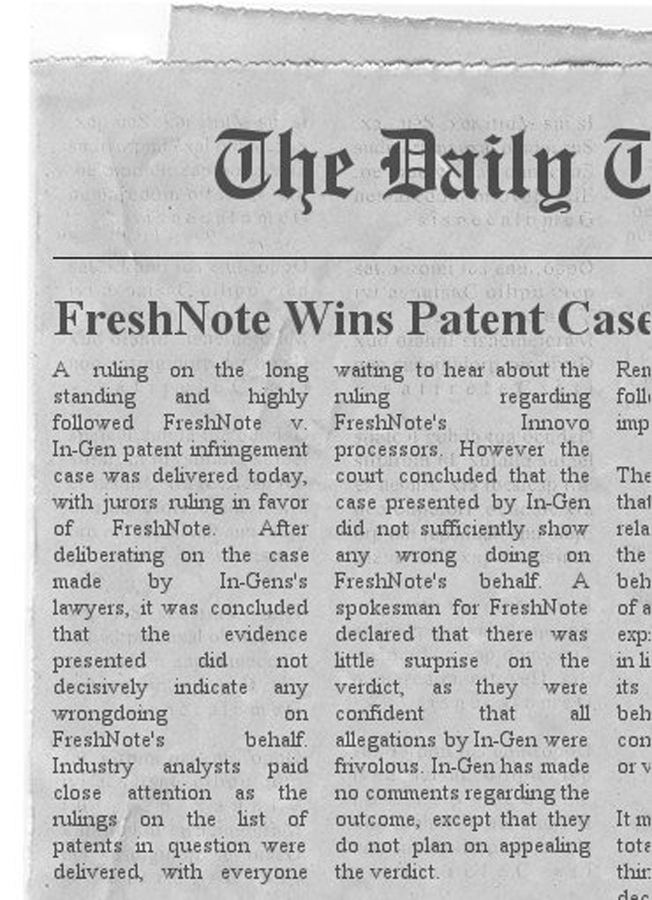 The Daily
FreshNote Wins Patent Case
A ruling on the long
standing and highly
followed FreshNote v.
In-Gen patent infringement
case was delivered today,
with jurors ruling in favor
of FreshNote. After
deliberating on the case
made by In-Gens's
lawyers, it was concluded
that the evidence
presented did not
decisively indicate any
wrongdoing on
FreshNote's behalf.
Industry analysts paid
close attention as the
rulings on the list of
patents in question were
delivered, with everyone
waiting to hear about the
ruling regarding
FreshNote's Innovo
processors. However the
court concluded that the
case presented by In-Gen
did not sufficiently show
any wrong doing on
FreshNote's behalf. A
spokesman for FreshNote
declared that there was
little surprise on the
verdict, as they were
confident that all
allegations by In-Gen were
frivolous. In-Gen has made
no comments regarding the
outcome, except that they
do not plan on appealing
the verdict.
the
of a
in li
its
or v
It m